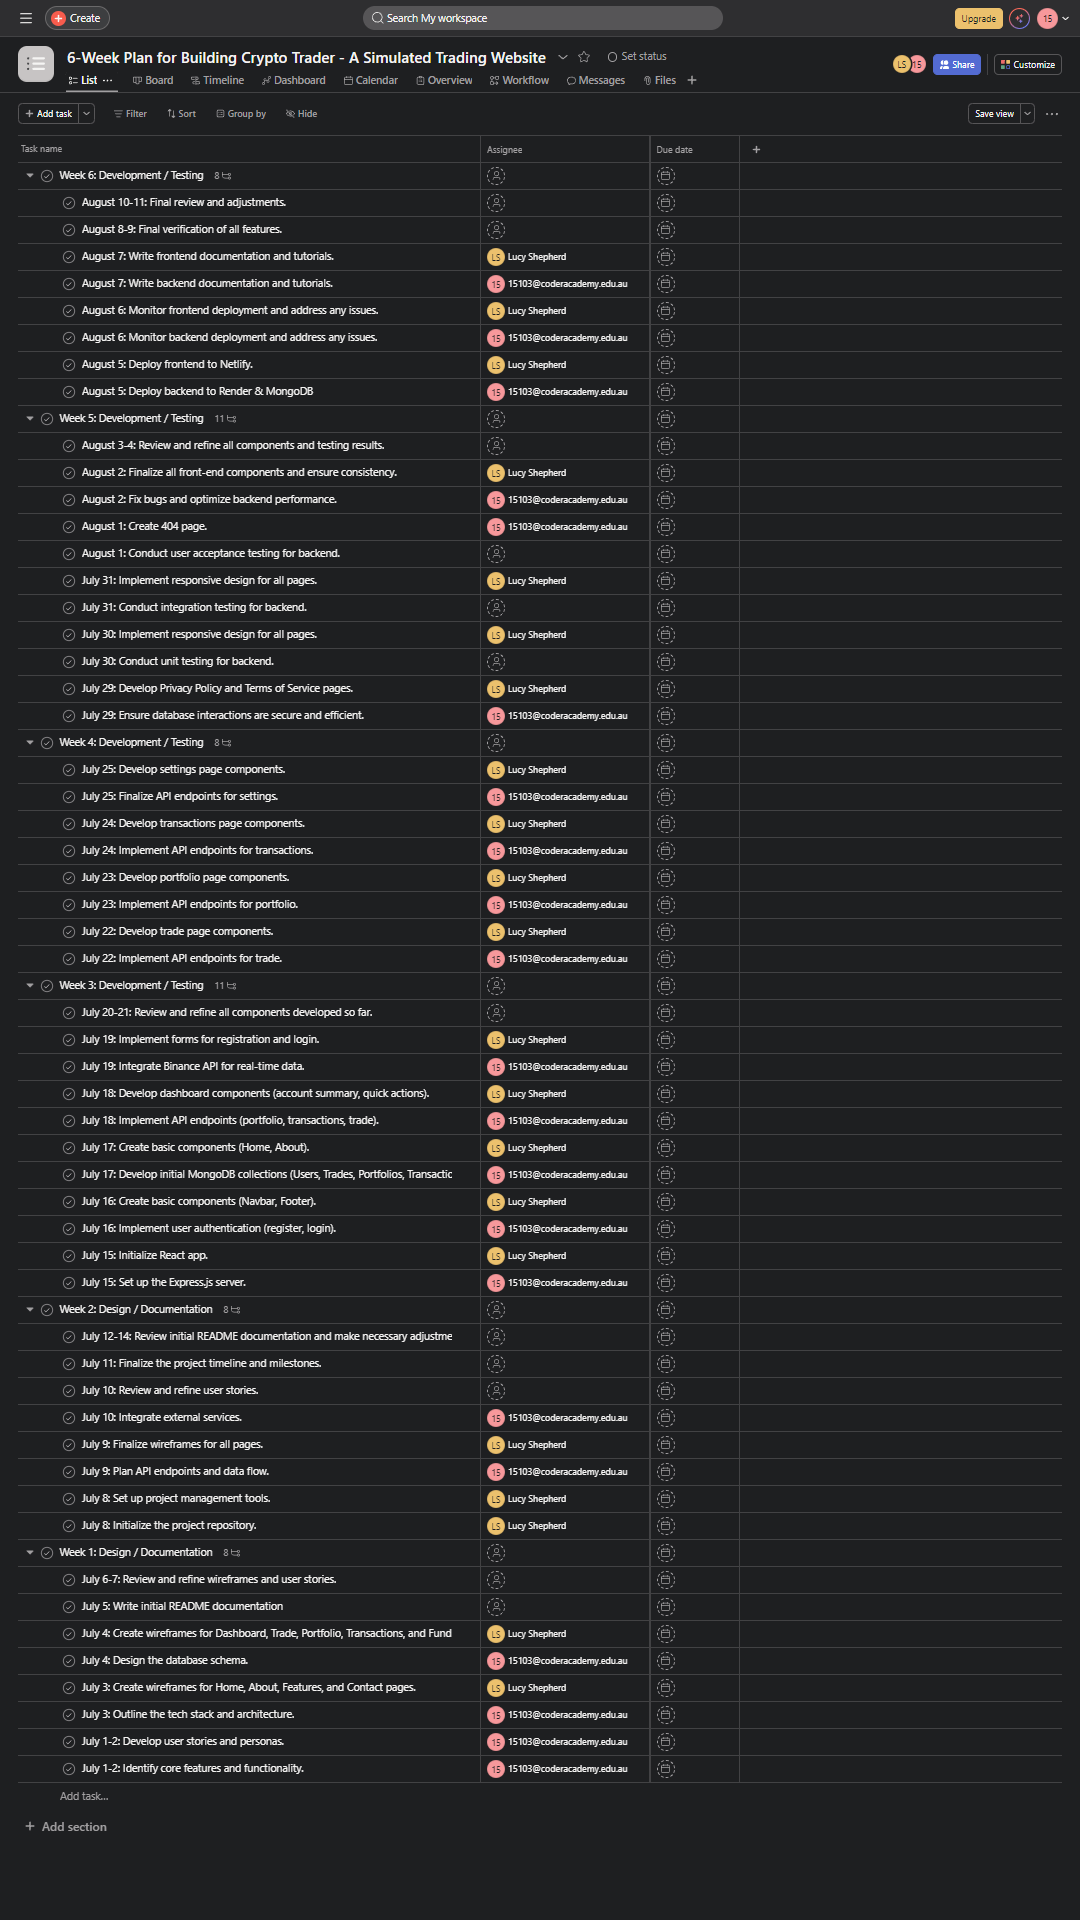 Create
Search My workspace
Upgrade
15
6-Week Plan for Building Crypto Trader - A Simulated Trading Website
Set status
LS
15
Share
Customize
List
Board
Timeline
Dashboard
Calendar
Overview
Workflow
Messages
Files
+ Add task
Filter
Sort
Group by
Hide
Save view
Task name Assignee Due date +
Week 6: Development / Testing 8
August 10-11: Final review and adjustments.
August 8-9: Final verification of all features.
August 7: Write frontend documentation and tutorials. LS Lucy Shepherd
August 7: Write backend documentation and tutorials. 15 15103@coderacademy.edu.au
August 6: Monitor frontend deployment and address any issues. LS Lucy Shepherd
August 6: Monitor backend deployment and address any issues. 15 15103@coderacademy.edu.au
August 5: Deploy frontend to Netlify. LS Lucy Shepherd
August 5: Deploy backend to Render & MongoDB 15 15103@coderacademy.edu.au
Week 5: Development / Testing 11
August 3-4: Review and refine all components and testing results.
August 2: Finalize all front-end components and ensure consistency. LS Lucy Shepherd
August 2: Fix bugs and optimize backend performance. 15 15103@coderacademy.edu.au
August 1: Create 404 page. 15 15103@coderacademy.edu.au
August 1: Conduct user acceptance testing for backend.
July 31: Implement responsive design for all pages. LS Lucy Shepherd
July 31: Conduct integration testing for backend.
July 30: Implement responsive design for all pages. LS Lucy Shepherd
July 30: Conduct unit testing for backend.
July 29: Develop Privacy Policy and Terms of Service pages. LS Lucy Shepherd
July 29: Ensure database interactions are secure and efficient. 15 15103@coderacademy.edu.au
Week 4: Development / Testing 8
July 25: Develop settings page components. LS Lucy Shepherd
July 25: Finalize API endpoints for settings. 15 15103@coderacademy.edu.au
July 24: Develop transactions page components. LS Lucy Shepherd
July 24: Implement API endpoints for transactions. 15 15103@coderacademy.edu.au
July 23: Develop portfolio page components. LS Lucy Shepherd
July 23: Implement API endpoints for portfolio. 15 15103@coderacademy.edu.au
July 22: Develop trade page components. LS Lucy Shepherd
July 22: Implement API endpoints for trade. 15 15103@coderacademy.edu.au
Week 3: Development / Testing 11
July 20-21: Review and refine all components developed so far.
July 19: Implement forms for registration and login. LS Lucy Shepherd
July 19: Integrate Binance API for real-time data. 15 15103@coderacademy.edu.au
July 18: Develop dashboard components (account summary, quick actions). LS Lucy Shepherd
July 18: Implement API endpoints (portfolio, transactions, trade). 15 15103@coderacademy.edu.au
July 17: Create basic components (Home, About). LS Lucy Shepherd
July 17: Develop initial MongoDB collections (Users, Trades, Portfolios, Transactic 15 15103@coderacademy.edu.au
July 16: Create basic components (Navbar, Footer). LS Lucy Shepherd
July 16: Implement user authentication (register, login). 15 15103@coderacademy.edu.au
July 15: Initialize React app. LS Lucy Shepherd
July 15: Set up the Express.js server. 15 15103@coderacademy.edu.au
Week 2: Design / Documentation 8
July 12-14: Review initial README documentation and make necessary adjustme
July 11: Finalize the project timeline and milestones.
July 10: Review and refine user stories.
July 10: Integrate external services. 15 15103@coderacademy.edu.au
July 9: Finalize wireframes for all pages. LS Lucy Shepherd
July 9: Plan API endpoints and data flow. 15 15103@coderacademy.edu.au
July 8: Set up project management tools. LS Lucy Shepherd
July 8: Initialize the project repository. LS Lucy Shepherd
Week 1: Design / Documentation 8
July 6-7: Review and refine wireframes and user stories.
July 5: Write initial README documentation
July 4: Create wireframes for Dashboard, Trade, Portfolio, Transactions, and Fund LS Lucy Shepherd
July 4: Design the database schema. 15 15103@coderacademy.edu.au
July 3: Create wireframes for Home, About, Features, and Contact pages. LS Lucy Shepherd
July 3: Outline the tech stack and architecture. 15 15103@coderacademy.edu.au
July 1-2: Develop user stories and personas. 15 15103@coderacademy.edu.au
July 1-2: Identify core features and functionality. 15 15103@coderacademy.edu.au
Add task...
+ Add section